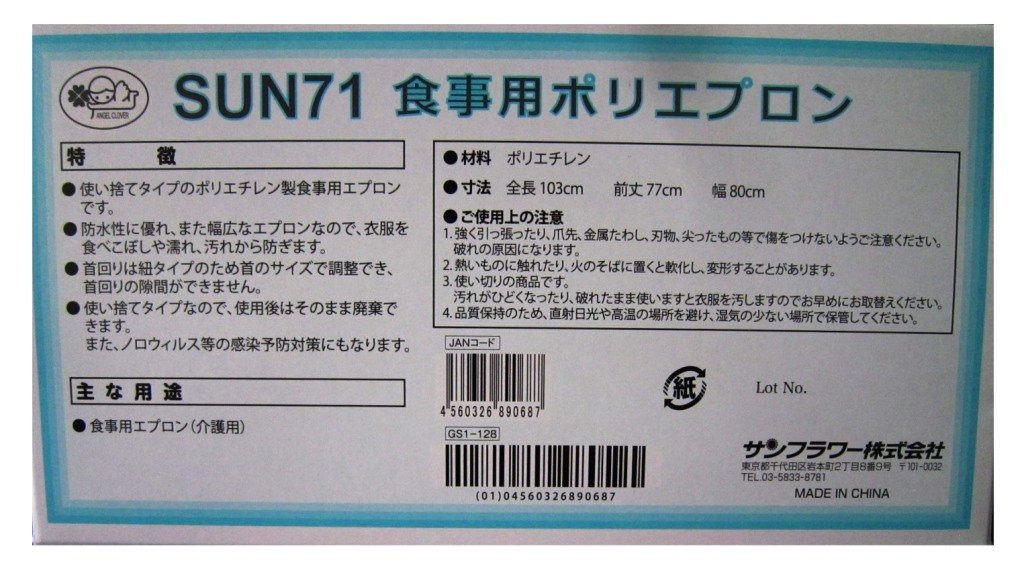 ANGEL CLOVER
SUN71 食事用ポリエプロン
特 徴
●使い捨てタイプのポリエチレン製食事用エプロン
です。
●防水性に優れ、また幅広なエプロンなので、衣服を
食べこぼしや濡れ、汚れから防ぎます。
●首回りは紐タイプのため首のサイズで調整でき、
首回りの隙間ができません。
●使い捨てタイプなので、使用後はそのまま廃棄で
きます。
また、ノロウィルス等の感染予防対策にもなります。
主な用途
●食事用エプロン(介護用)
●材料 ポリエチレン
●寸法 全長103cm 前丈77cm 幅80cm
●ご使用上の注意
1. 強く引っ張ったり、爪先、金属たわし、刃物、尖ったもの等で傷をつけないようご注意ください。
破れの原因になります。
2. 熱いものに触れたり、火のそばに置くと軟化し、変形することがあります。
3. 使い切りの商品です。
汚れがひどくなったり、破れたまま使いますと衣服を汚しますのでお早めにお取替えください。
4. 品質保持のため、直射日光や高温の場所を避け、湿気の少ない場所で保管してください。
JANコード
4 560326 890687
GS1-128
(01)04560326890687
紙
Lot No.
サンフラワー株式会社
東京都千代田区岩本町2丁目8番9号 〒101-0032
TEL.03-5833-8781
MADE IN CHINA